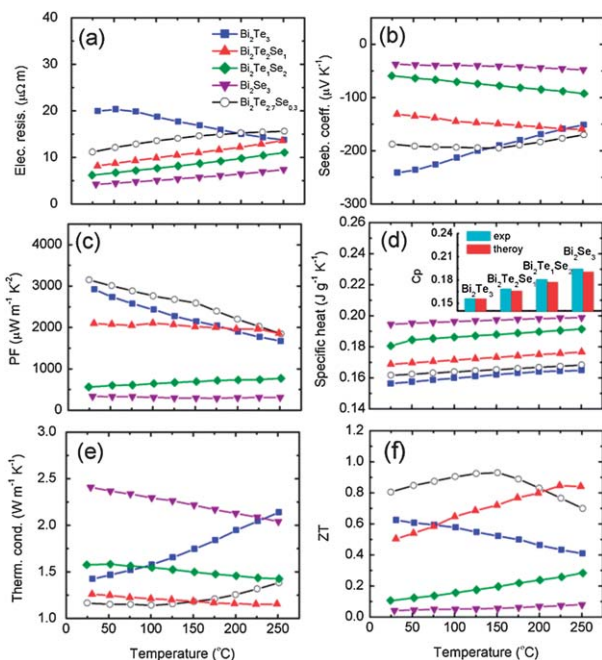 (a)
Bi2Te3
Bi2Te2Se1
Bi2Te1Se2
Bi2Se3
Bi2Te2.7Se0.3
Elec. resis. (μΩ m)
40
30
20
10
0
(b)
Seeb. coeff. (μV K⁻¹)
0
-100
-200
-300
(c)
PF (μW m⁻¹ K⁻²)
4000
3000
2000
1000
0
(d)
Specific heat (J g⁻¹ K⁻¹)
0.26
0.24
0.22
0.20
0.18
0.16
0.14
Cp
0.24
0.21
0.18
0.15
exp
theroy
Bi2Te3
Bi2Te2Se1
Bi2Te1Se2
Bi2Se3
(e)
Therm. cond. (W m⁻¹ K⁻¹)
3.0
2.5
2.0
1.5
1.0
0 50 100 150 200 250
Temperature (°C)
(f)
ZT
1.2
1.0
0.8
0.6
0.4
0.2
0.0
0 50 100 150 200 250
Temperature (°C)